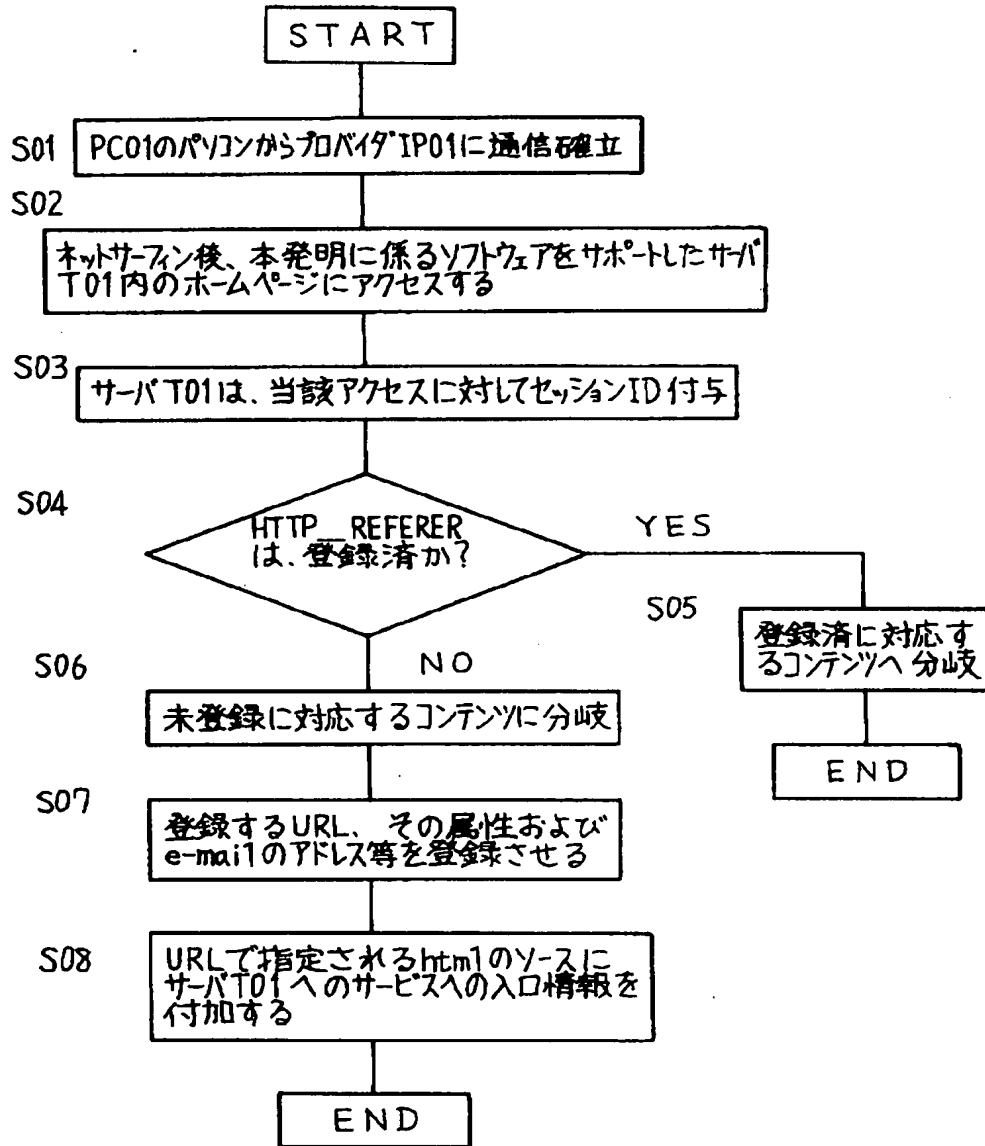 START
S01
PC01のパソコンからプロバイダIP01に通信確立
S02
ネットサーフィン後、本発明に係るソフトウェアをサポートしたサーバ
T01内のホームページにアクセスする
S03
サーバT01は、当該アクセスに対してセッションID付与
S04
HTTP__REFERER
は、登録済か?
YES
S05
登録済に対応す
るコンテンツへ分岐
END
S06
NO
未登録に対応するコンテンツに分岐
S07
登録するURL、その属性および
e-mailのアドレス等を登録させる
S08
URLで指定されるhtmlのソースに
サーバT01へのサービスへの入口情報を
付加する
END